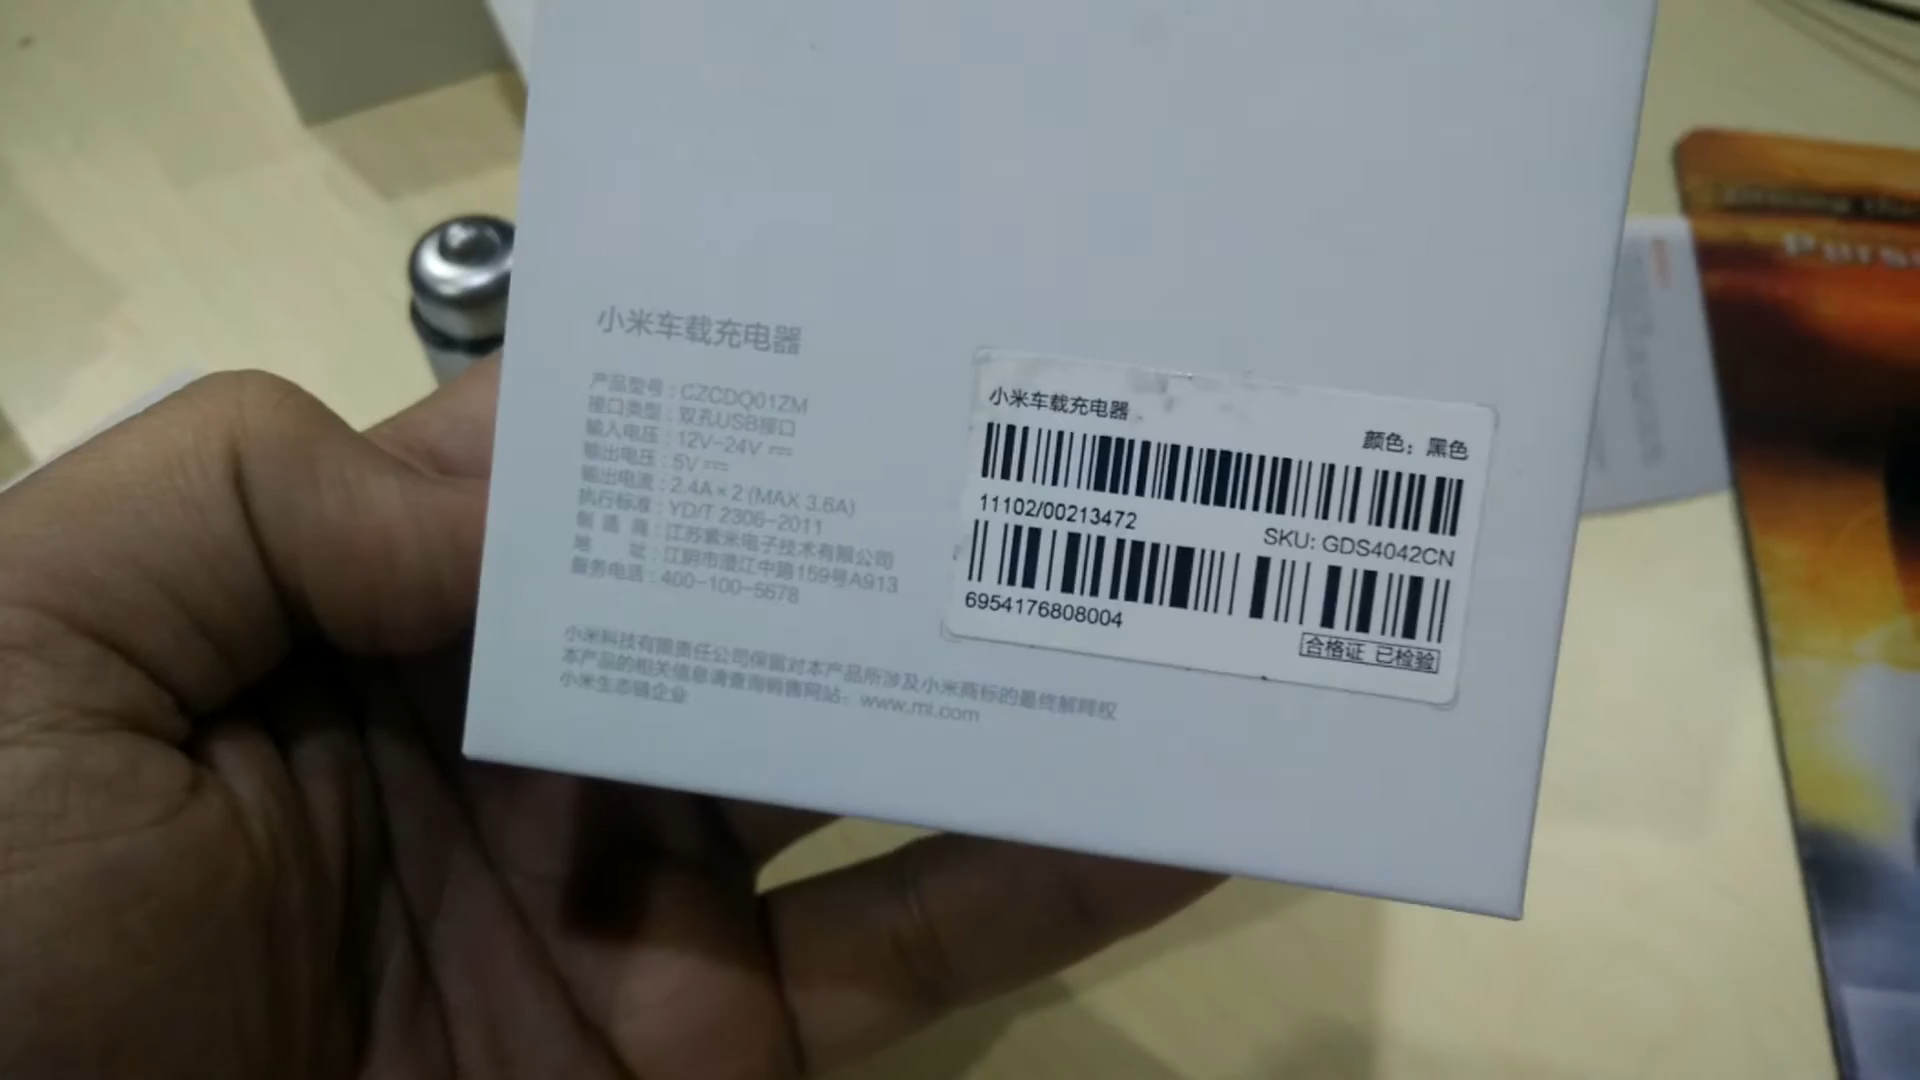 小米车载充电器
产品型号：CZCDQ01ZM
接口类型：双孔USB接口
输入电压：12V⎓24V ⎓
输出电压：5V ⎓
输出电流：2.4A × 2 (MAX 3.6A)
执行标准：YD/T 2306-2011
制 造 商：江苏紫米电子技术有限公司
地 址：江阴市澄江中路159号A913
服务电话：400-100-5678
小米科技有限责任公司保留对本产品所涉及小米商标的最终解释权
本产品的相关信息请查询销售网站：www.mi.com
小米生态链企业
小米车载充电器
颜色：黑色
11102/00213472
SKU: GDS4042CN
6954176808004
合格证 已检验